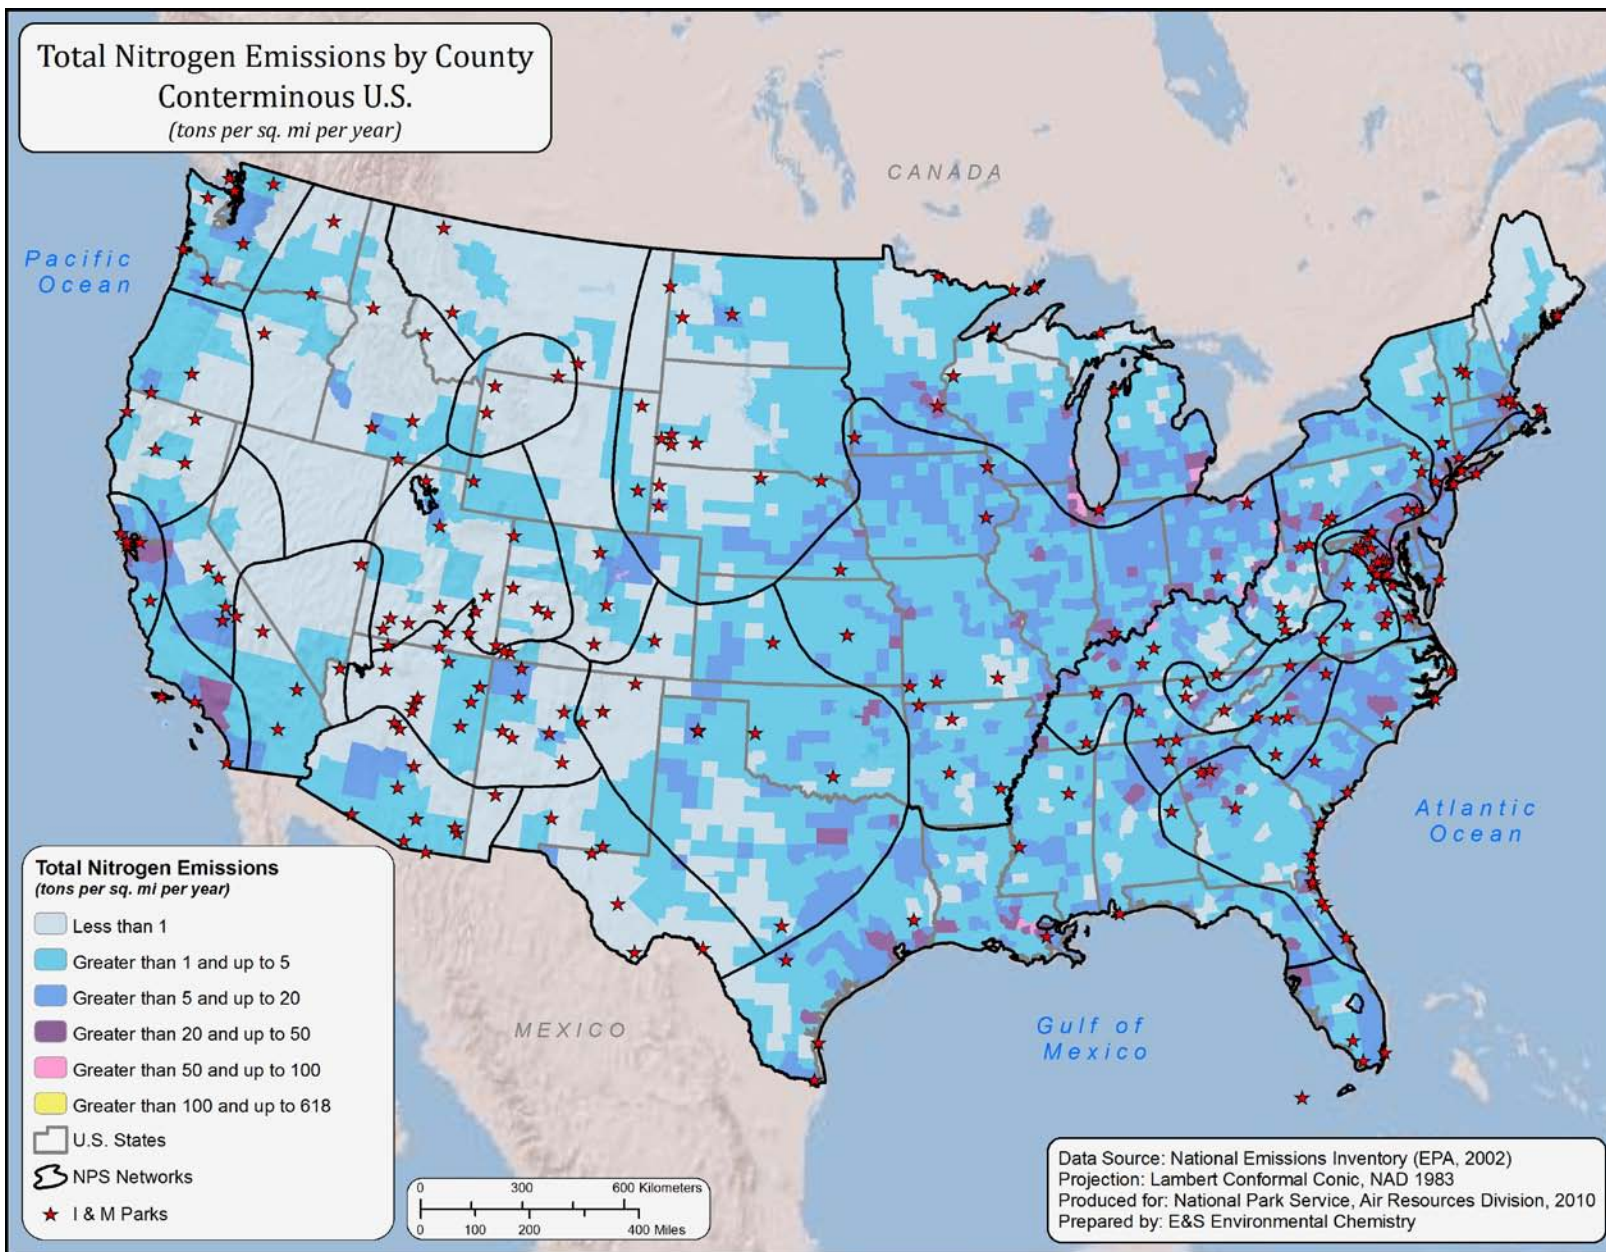 Total Nitrogen Emissions by County
Conterminous U.S.
(tons per sq. mi per year)
CANADA
Pacific
Ocean
Atlantic
Ocean
MEXICO
Gulf of
Mexico
Total Nitrogen Emissions
(tons per sq. mi per year)
Less than 1
Greater than 1 and up to 5
Greater than 5 and up to 20
Greater than 20 and up to 50
Greater than 50 and up to 100
Greater than 100 and up to 618
U.S. States
NPS Networks
I & M Parks
0 300 600 Kilometers
0 100 200 400 Miles
Data Source: National Emissions Inventory (EPA, 2002)
Projection: Lambert Conformal Conic, NAD 1983
Produced for: National Park Service, Air Resources Division, 2010
Prepared by: E&S Environmental Chemistry